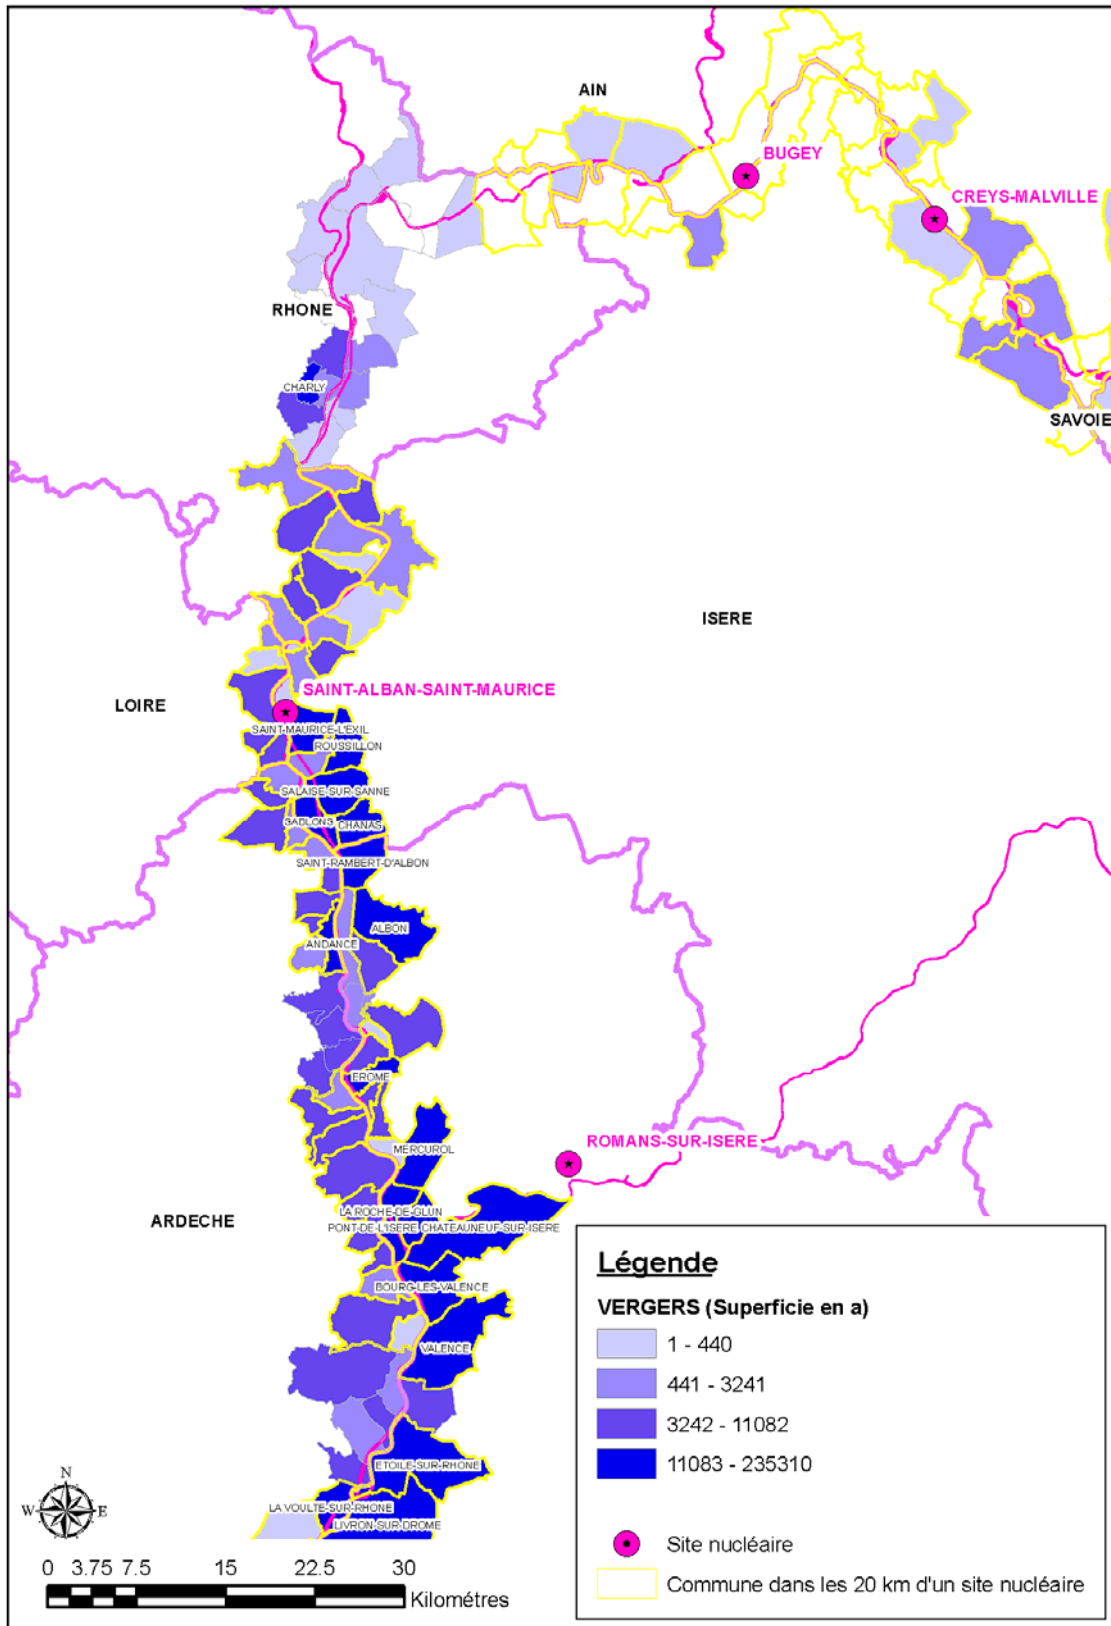 AIN
BUGEY
CREYS-MALVILLE
RHONE
CHARLY
SAVOIE
ISERE
LOIRE
SAINT-ALBAN-SAINT-MAURICE
SAINT-MAURICE-L'EXIL
ROUSSILLON
SALAISE-SUR-SANNE
SABLONS
CHANAS
SAINT-RAMBERT-D'ALBON
ALBON
ANDANCE
EROME
MERCUROL
ROMANS-SUR-ISERE
ARDECHE
LA ROCHE-DE-GLUN
PONT-DE-L'ISERE
CHATEAUNEUF-SUR-ISERE
BOURG-LES-VALENCE
VALENCE
ETOILE-SUR-RHONE
LA VOULTE-SUR-RHONE
LIVRON-SUR-DROME
Légende
VERGERS (Superficie en a)
1 - 440
441 - 3241
3242 - 11082
11083 - 235310
Site nucléaire
Commune dans les 20 km d'un site nucléaire
N
W E
S
0 3.75 7.5 15 22.5 30
Kilométres